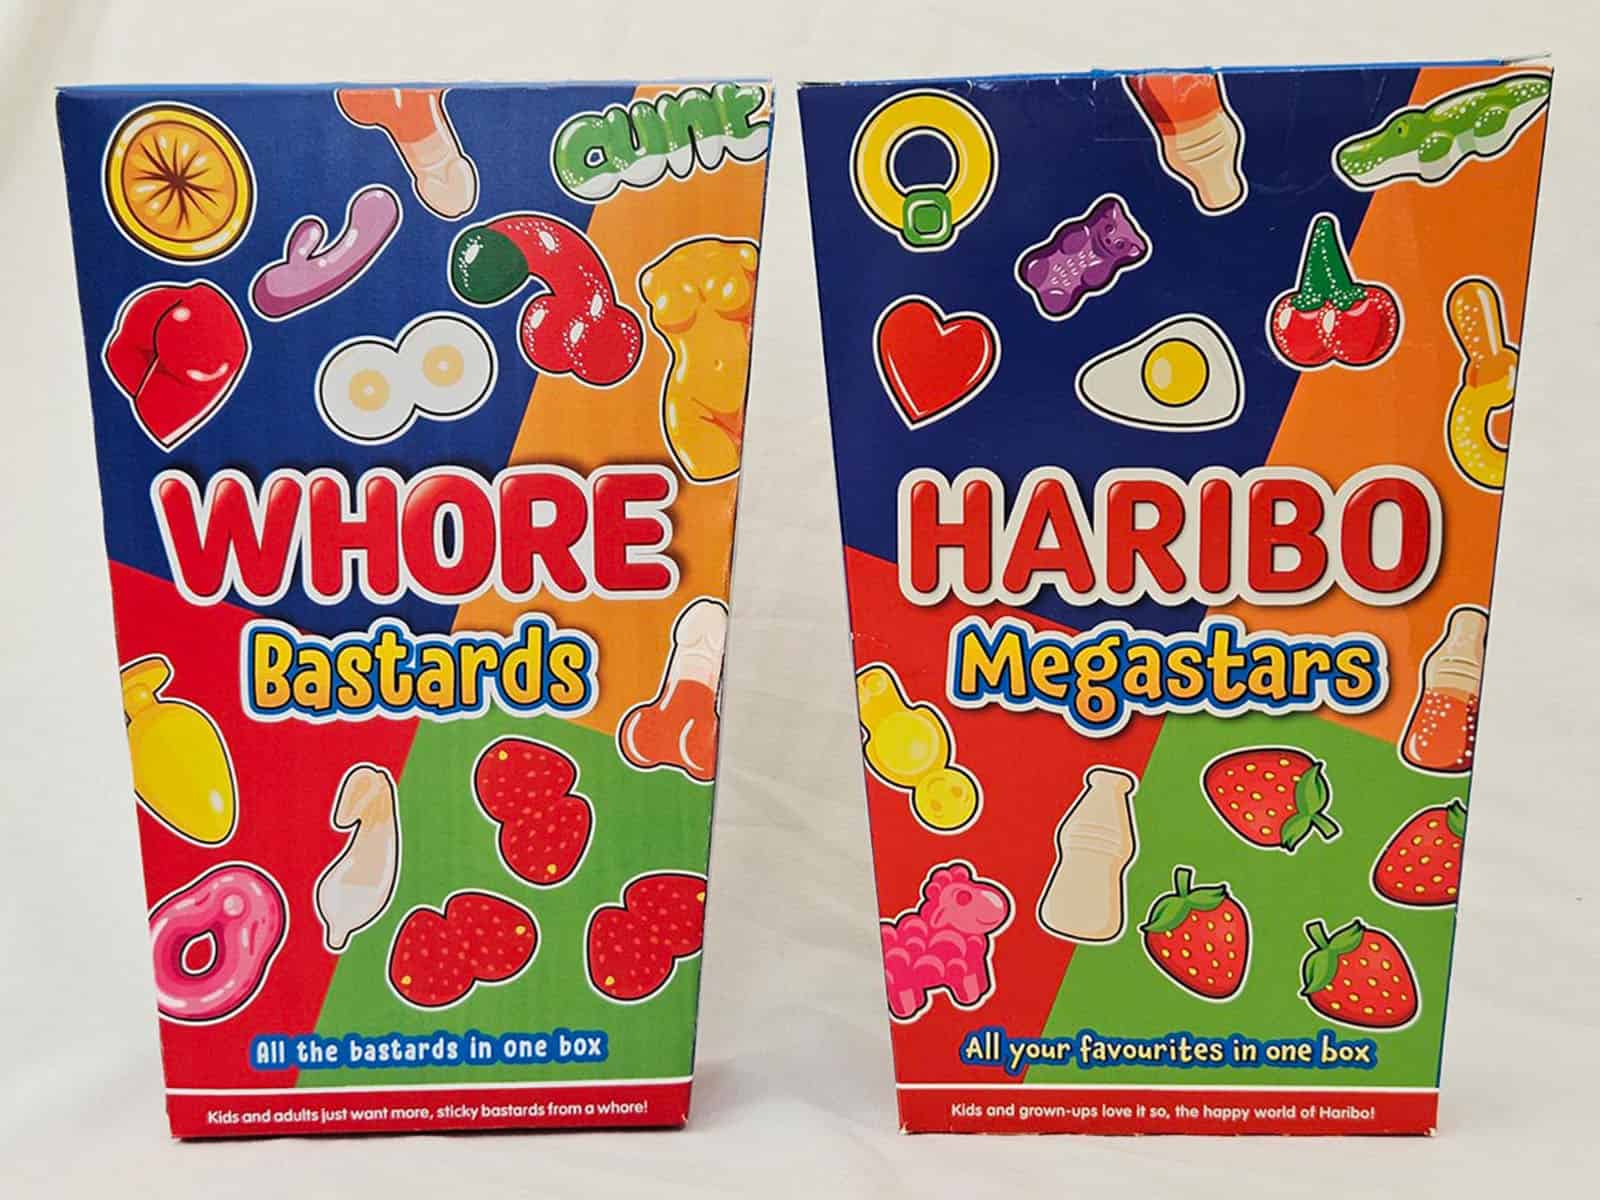 cunt
WHORE
Bastards
All the bastards in one box
Kids and adults just want more, sticky bastards from a whore!
HARIBO
Megastars
All your favourites in one box
Kids and grown-ups love it so, the happy world of Haribo!